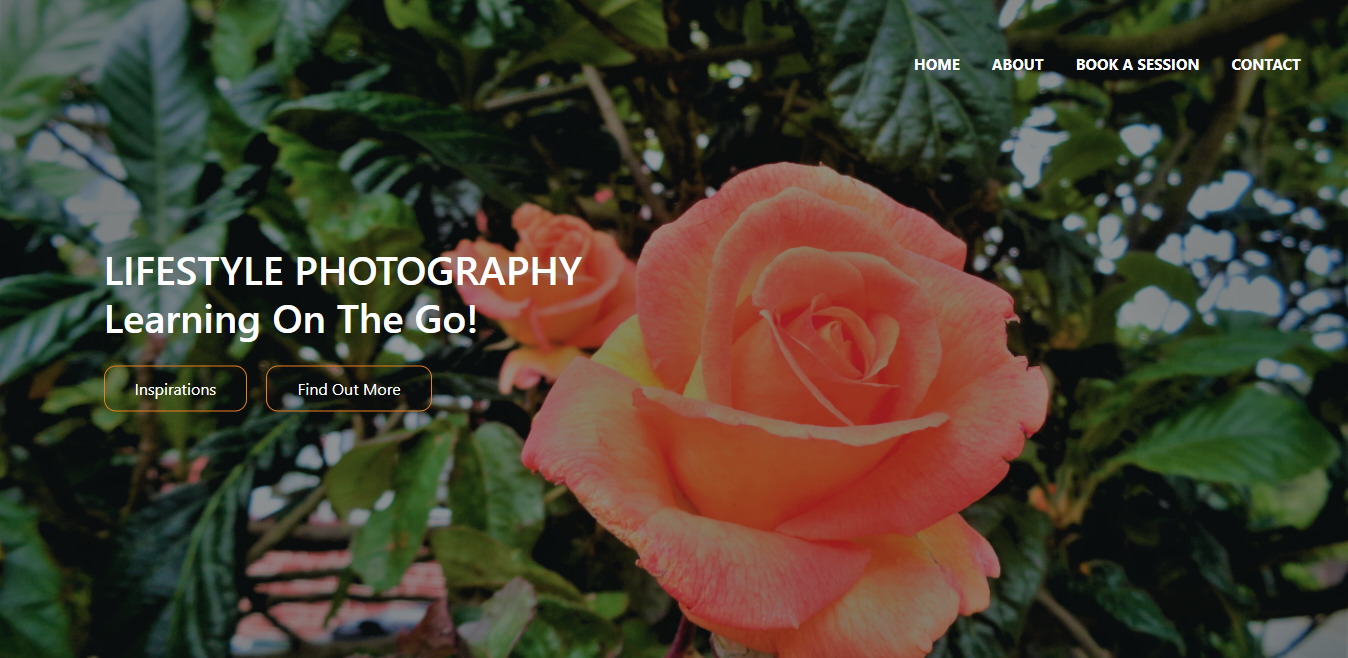 HOME ABOUT BOOK A SESSION CONTACT
LIFESTYLE PHOTOGRAPHY
Learning On The Go!
Inspirations Find Out More